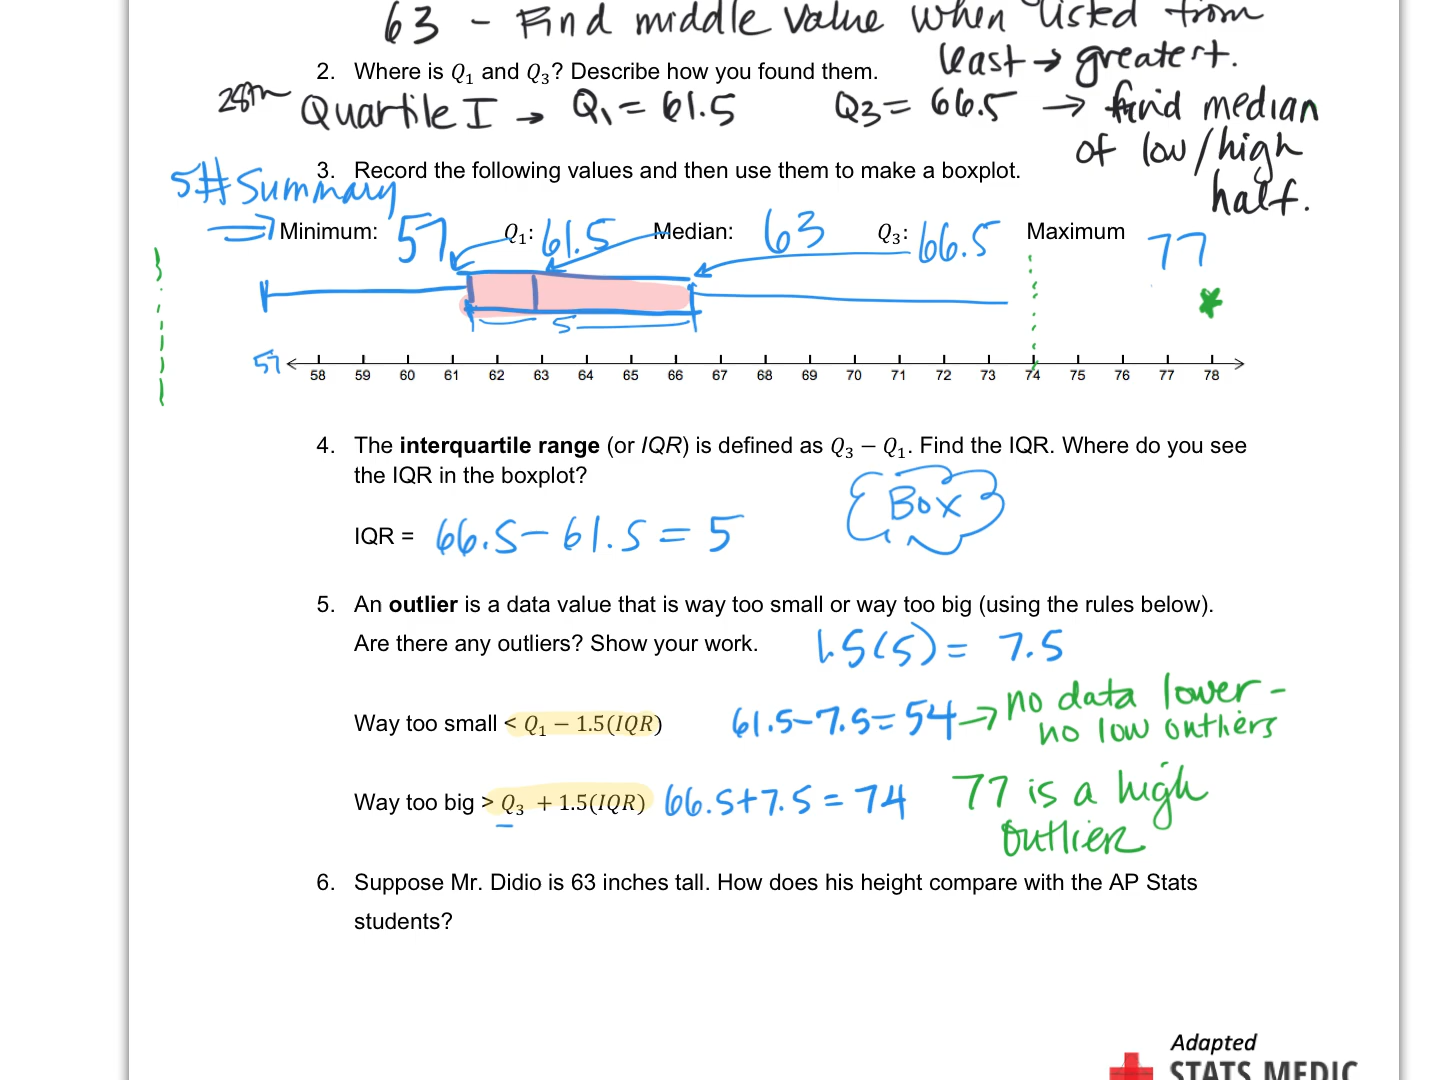 63 - Find middle value when listed from
least → greatest.
2. Where is Q₁ and Q₃? Describe how you found them.
Quartile I → Q₁ = 61.5 Q3 = 66.5 → find median
of low/high
half.
3. Record the following values and then use them to make a boxplot.
5# Summary
Minimum: 57 Q₁: 61.5 Median: 63 Q₃: 66.5 Maximum 77
5
57 58 59 60 61 62 63 64 65 66 67 68 69 70 71 72 73 74 75 76 77 78
4. The interquartile range (or IQR) is defined as Q₃ − Q₁. Find the IQR. Where do you see
the IQR in the boxplot?
Box
IQR = 66.5 - 61.5 = 5
5. An outlier is a data value that is way too small or way too big (using the rules below).
Are there any outliers? Show your work. 1.5(5) = 7.5
Way too small < Q₁ − 1.5(IQR) 61.5-7.5=54 → no data lower -
no low outliers
Way too big > Q₃ + 1.5(IQR) 66.5+7.5=74 77 is a high
outlier
6. Suppose Mr. Didio is 63 inches tall. How does his height compare with the AP Stats
students?
Adapted
STATS MEDIC